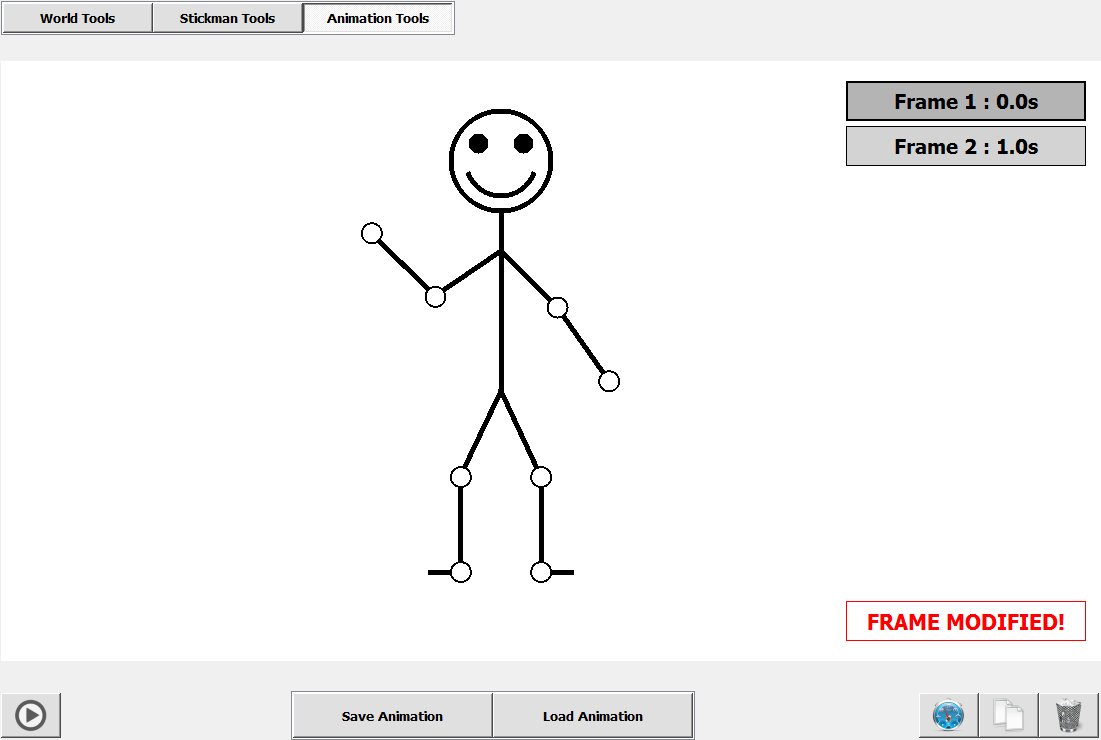 World Tools
Stickman Tools
Animation Tools
Frame 1 : 0.0s
Frame 2 : 1.0s
FRAME MODIFIED!
Save Animation
Load Animation